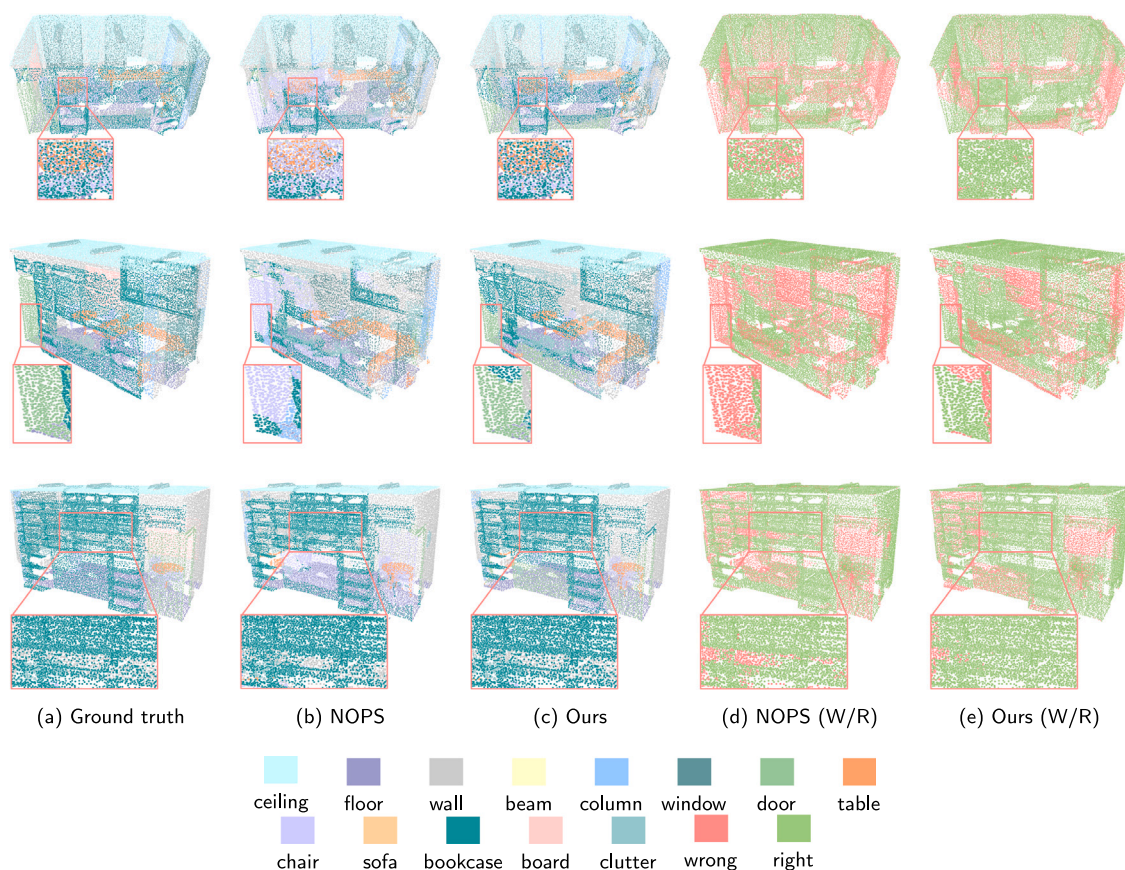 (a) Ground truth (b) NOPS (c) Ours (d) NOPS (W/R) (e) Ours (W/R)
ceiling floor wall beam column window door table
chair sofa bookcase board clutter wrong right